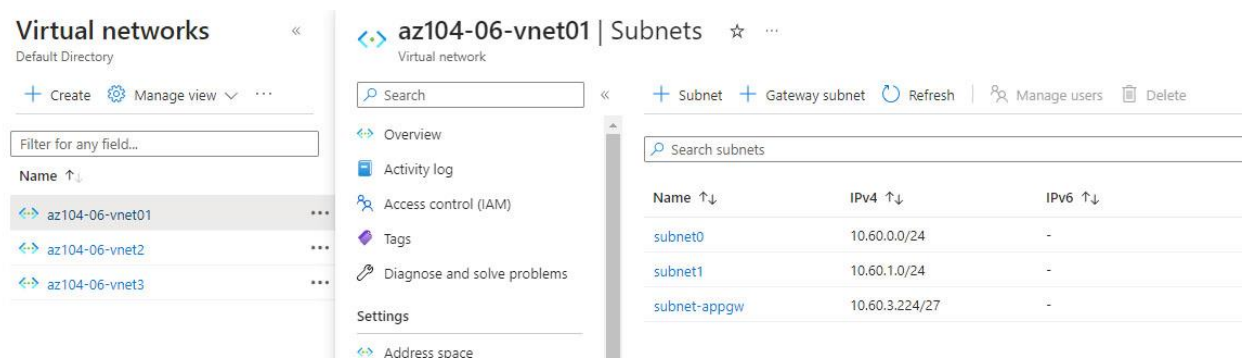 Virtual networks
Default Directory
Create Manage view
Filter for any field...
Name
az104-06-vnet01
az104-06-vnet2
az104-06-vnet3
az104-06-vnet01 | Subnets
Virtual network
Search
Overview
Activity log
Access control (IAM)
Tags
Diagnose and solve problems
Settings
Address space
+ Subnet + Gateway subnet Refresh Manage users Delete
Search subnets
Name IPv4 IPv6
subnet0 10.60.0.0/24 -
subnet1 10.60.1.0/24 -
subnet-appgw 10.60.3.224/27 -